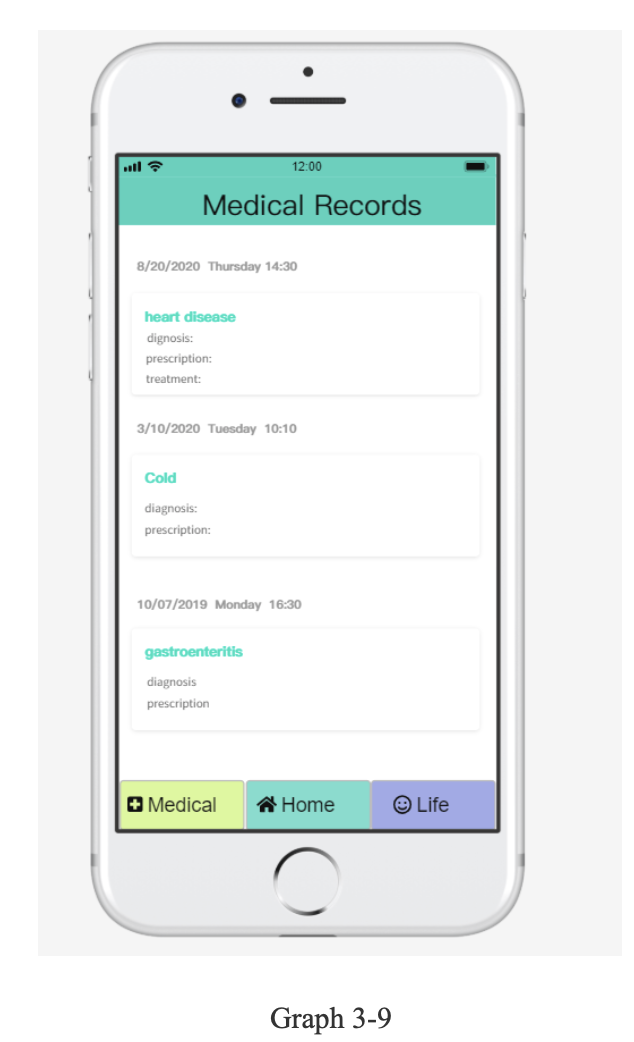 12:00
Medical Records
8/20/2020 Thursday 14:30
heart disease
dignosis:
prescription:
treatment:
3/10/2020 Tuesday 10:10
Cold
diagnosis:
prescription:
10/07/2019 Monday 16:30
gastroenteritis
diagnosis
prescription
Medical Home Life
Graph 3-9